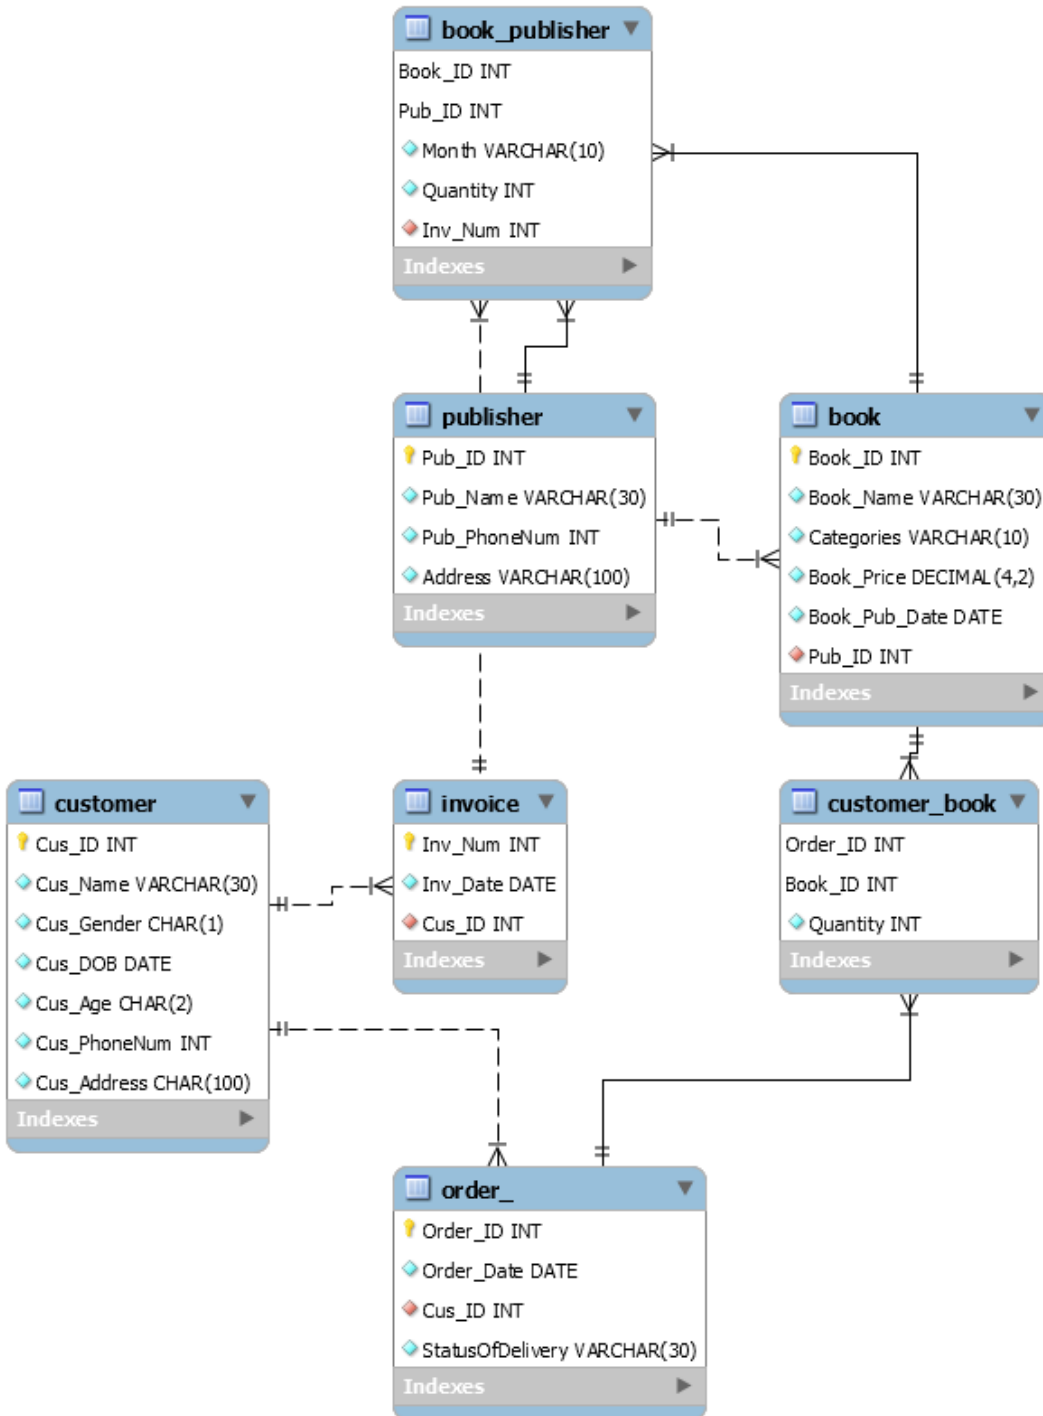 book_publisher
Book_ID INT
Pub_ID INT
Month VARCHAR(10)
Quantity INT
Inv_Num INT
Indexes
publisher
Pub_ID INT
Pub_Name VARCHAR(30)
Pub_PhoneNum INT
Address VARCHAR(100)
Indexes
book
Book_ID INT
Book_Name VARCHAR(30)
Categories VARCHAR(10)
Book_Price DECIMAL(4,2)
Book_Pub_Date DATE
Pub_ID INT
Indexes
customer
Cus_ID INT
Cus_Name VARCHAR(30)
Cus_Gender CHAR(1)
Cus_DOB DATE
Cus_Age CHAR(2)
Cus_PhoneNum INT
Cus_Address CHAR(100)
Indexes
invoice
Inv_Num INT
Inv_Date DATE
Cus_ID INT
Indexes
customer_book
Order_ID INT
Book_ID INT
Quantity INT
Indexes
order_
Order_ID INT
Order_Date DATE
Cus_ID INT
StatusOfDelivery VARCHAR(30)
Indexes